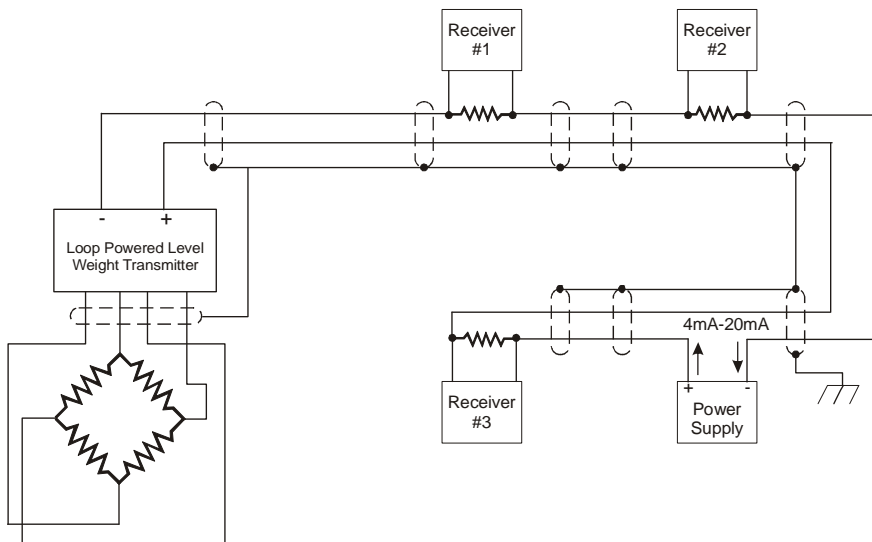 Receiver
#1
Receiver
#2
- +
Loop Powered Level
Weight Transmitter
4mA-20mA
Receiver
#3
+ -
Power
Supply